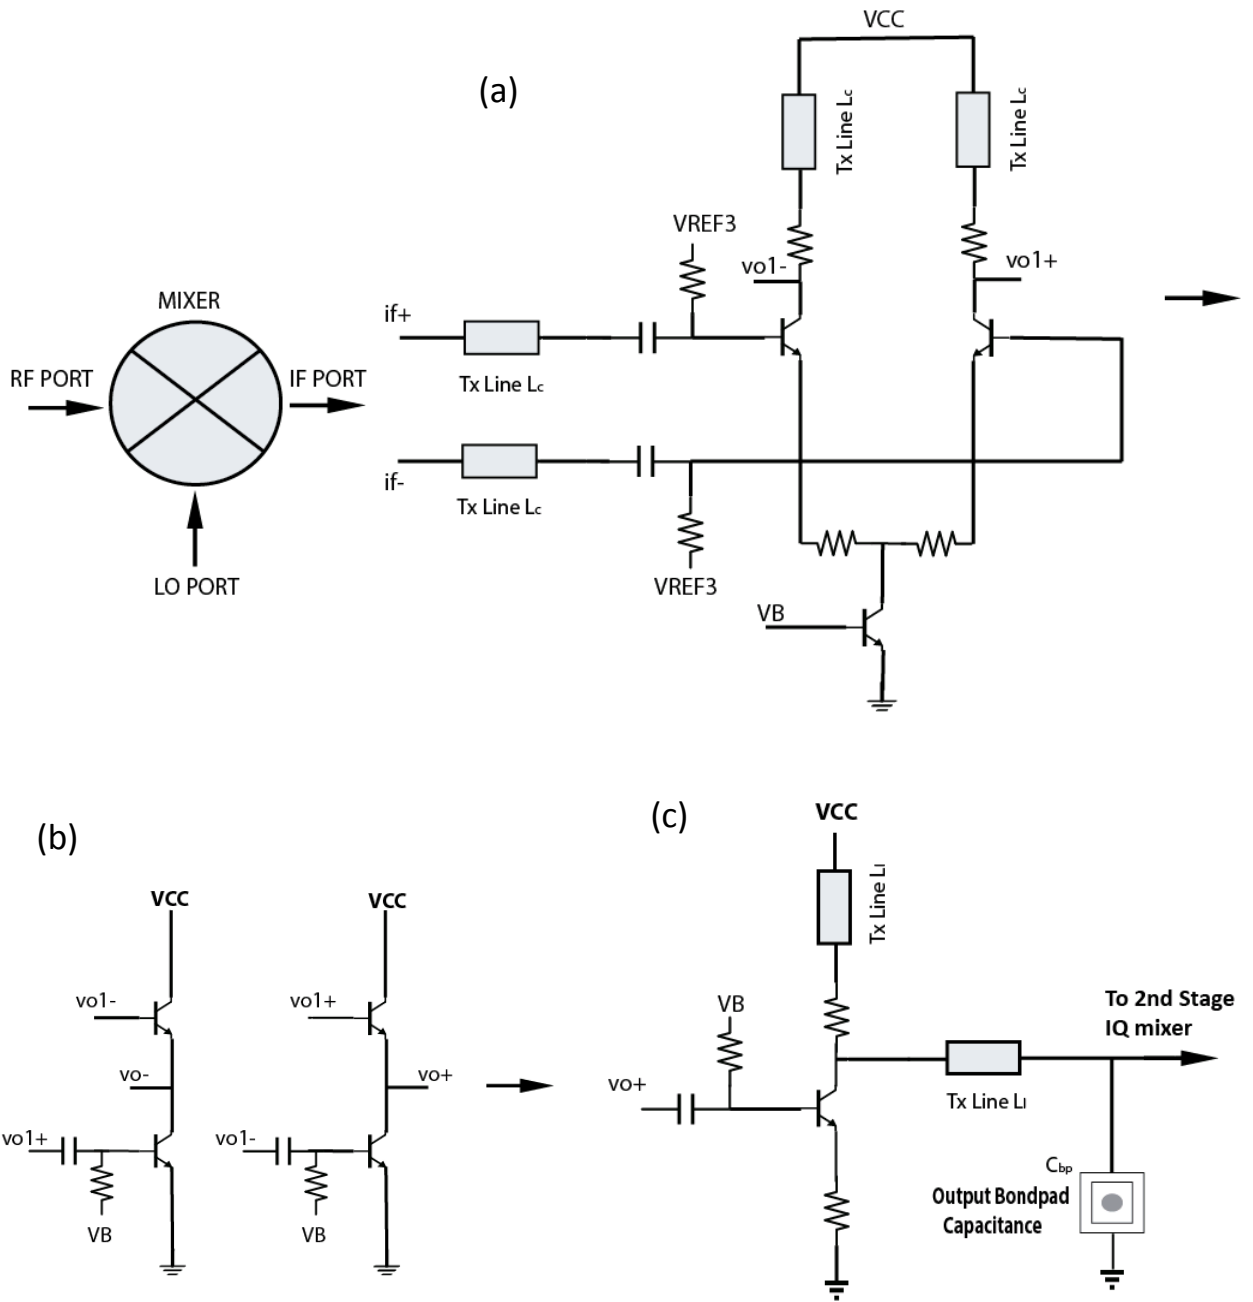 VCC
(a)
Tx Line Lc
Tx Line Lc
VREF3
vo1-
vo1+
MIXER
if+
RF PORT
IF PORT
Tx Line Lc
if-
Tx Line Lc
LO PORT
VREF3
VB
(b)
(c)
VCC
Tx Line Ll
VCC
VCC
vo1-
vo1+
VB
To 2nd Stage
IQ mixer
vo-
vo+
vo+
Tx Line Ll
vo1+
vo1-
Cbp
Output Bondpad
Capacitance
VB
VB